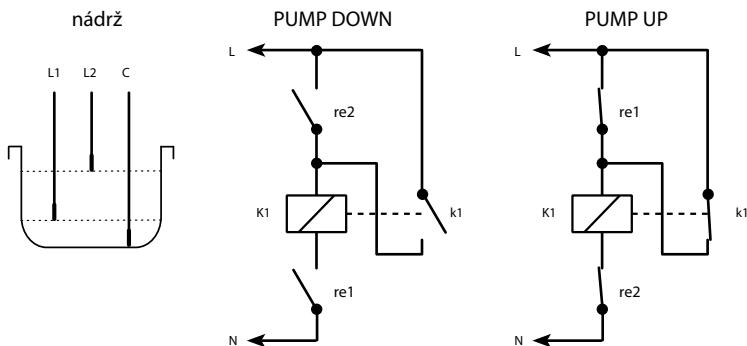 nádrž
L1 L2 C
PUMP DOWN
L
re2
K1
k1
re1
N
PUMP UP
L
re1
K1
k1
re2
N